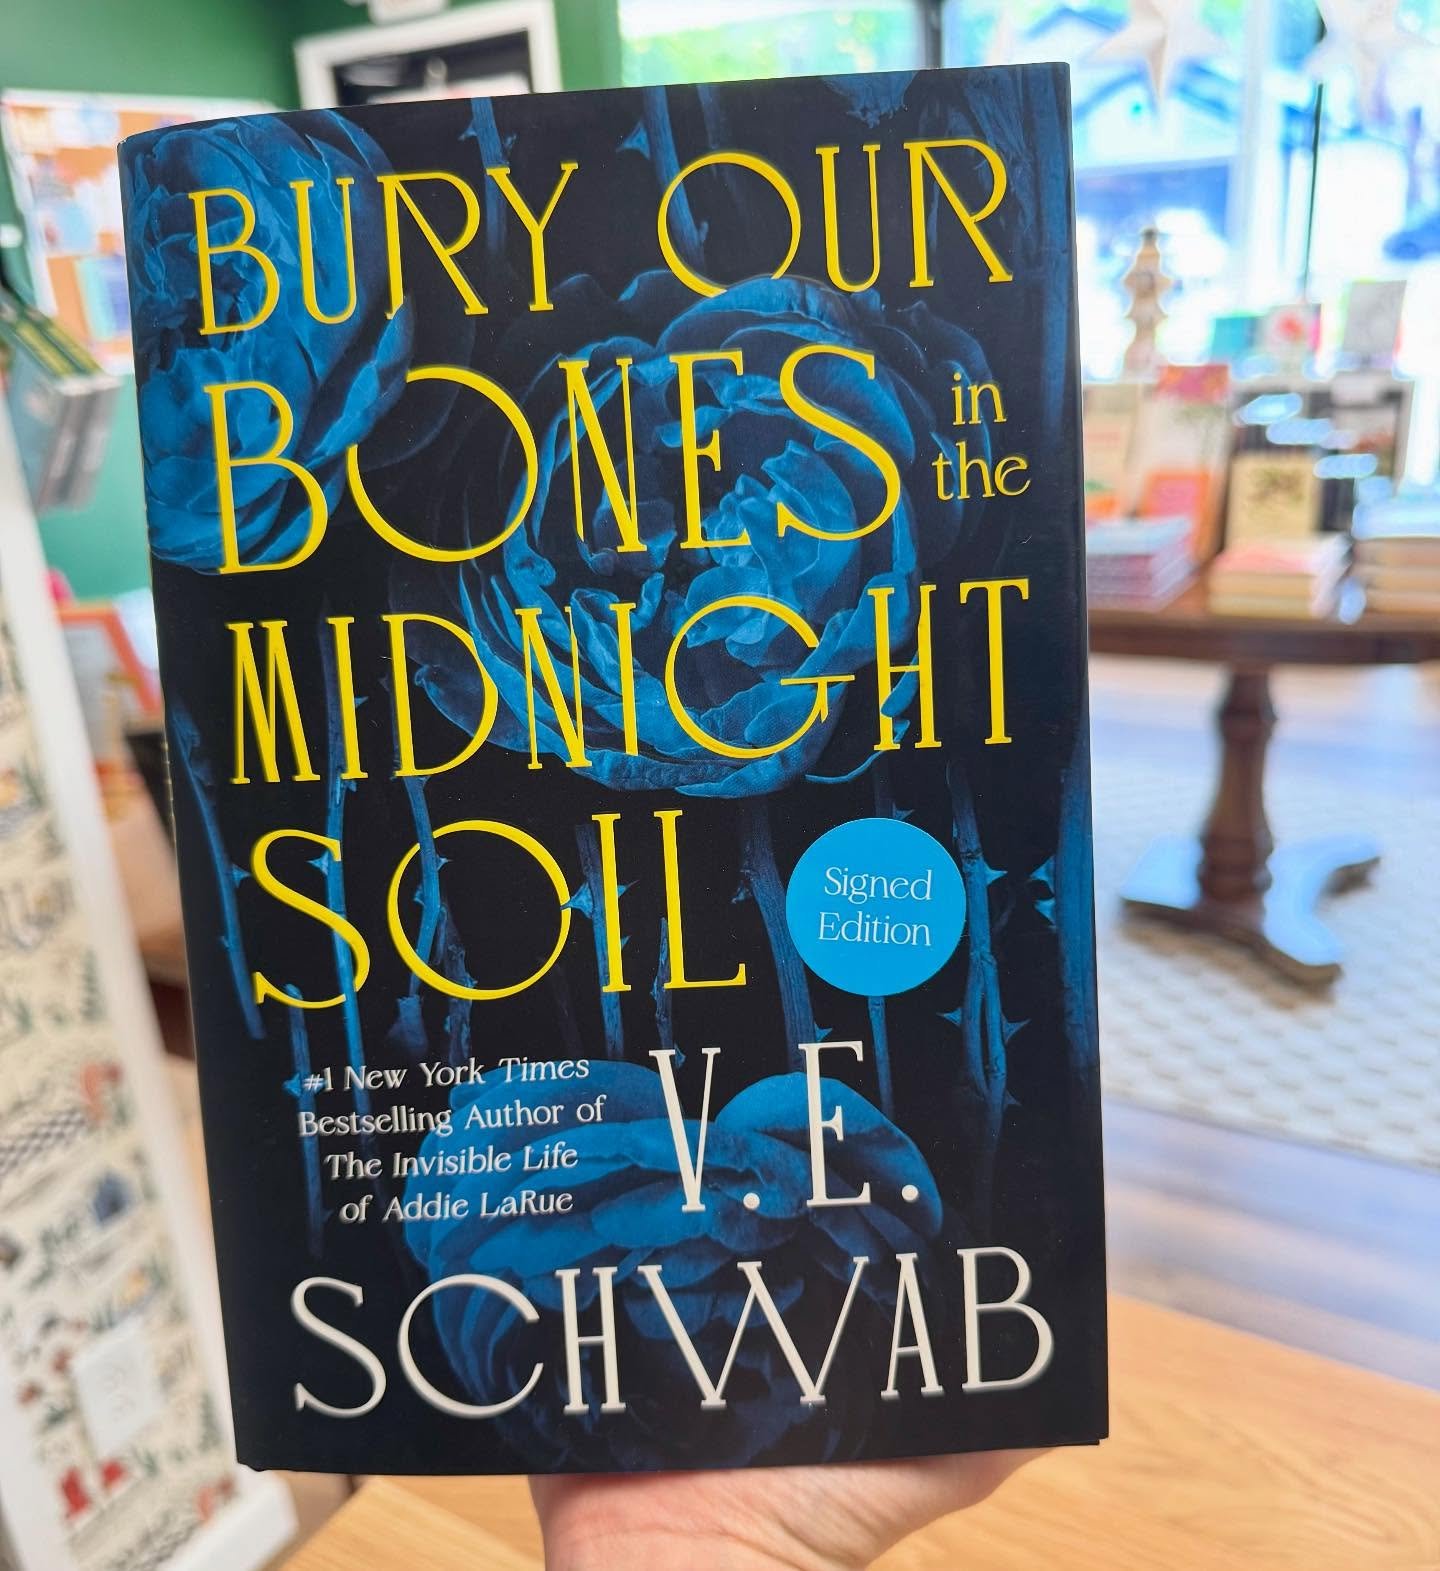 BURY OUR
BONES in the
MIDNIGHT
SOIL
Signed
Edition
#1 New York Times
Bestselling Author of
The Invisible Life
of Addie LaRue
V. E.
SCHWAB